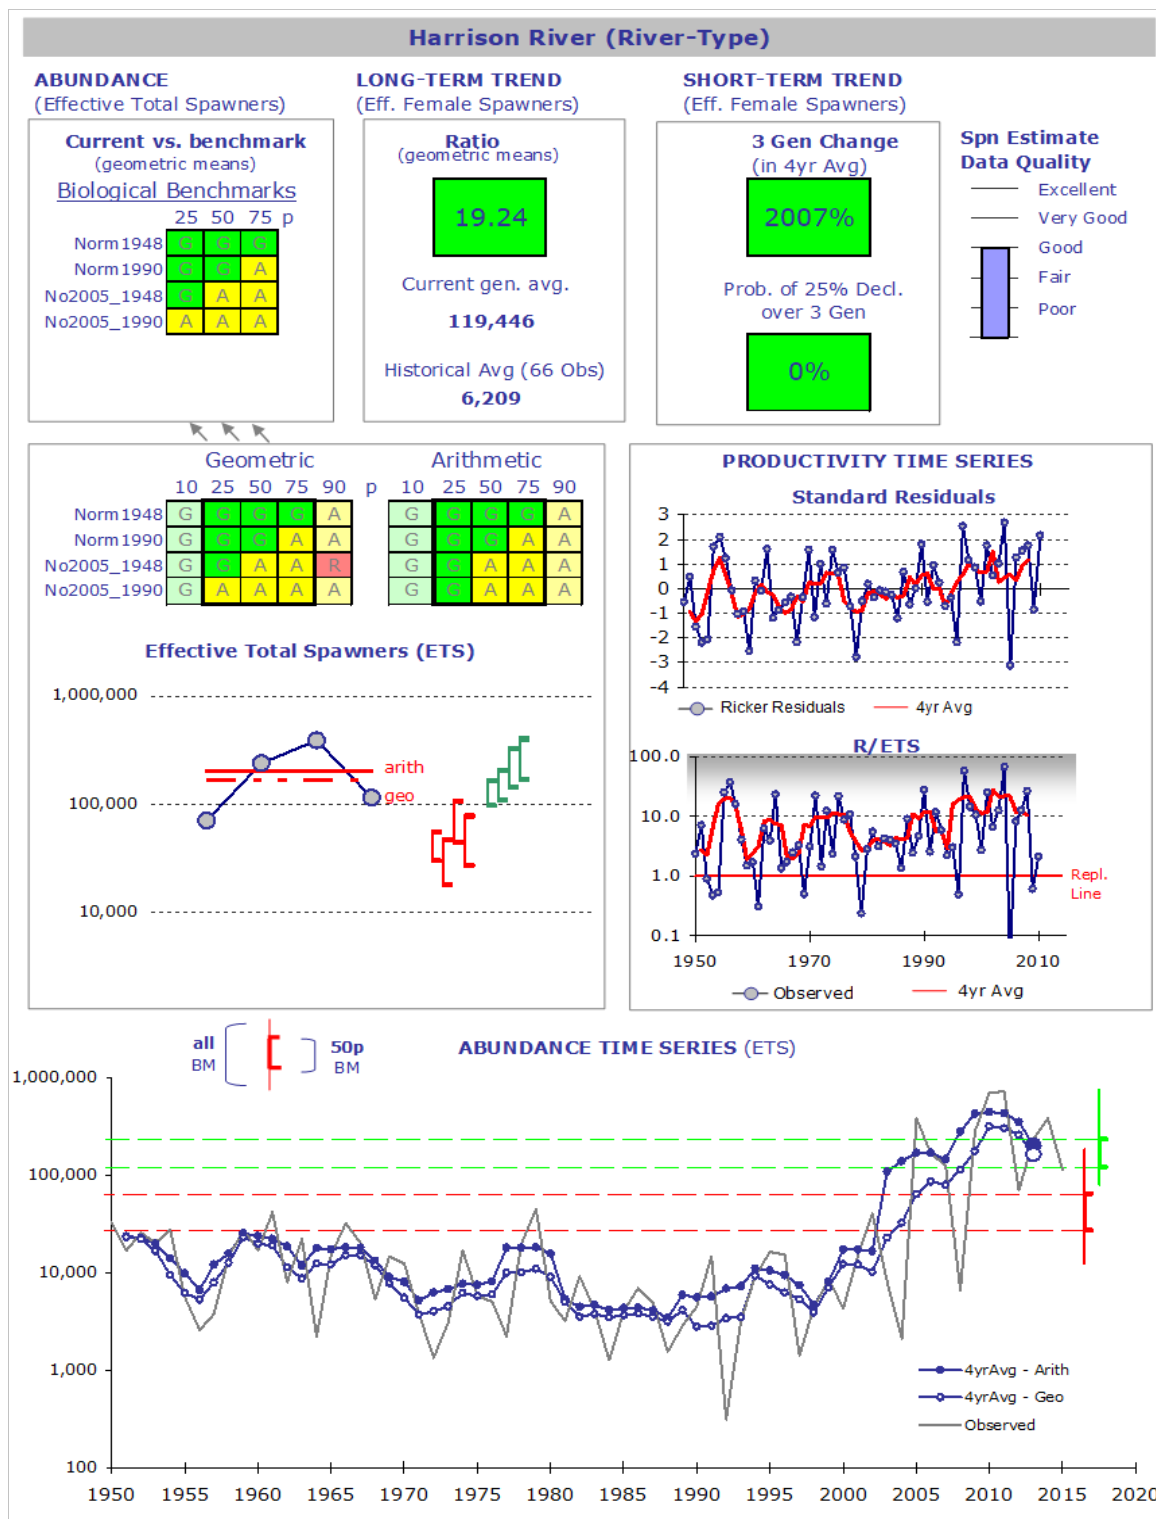 Harrison River (River-Type)
ABUNDANCE
(Effective Total Spawners)
LONG-TERM TREND
(Eff. Female Spawners)
SHORT-TERM TREND
(Eff. Female Spawners)
Current vs. benchmark
(geometric means)
Biological Benchmarks
25 50 75 p
Norm1948 G G G
Norm1990 G G A
No2005_1948 G A A
No2005_1990 A A A
Ratio
(geometric means)
19.24
Current gen. avg.
119,446
Historical Avg (66 Obs)
6,209
3 Gen Change
(in 4yr Avg)
2007%
Prob. of 25% Decl.
over 3 Gen
0%
Spn Estimate
Data Quality
Excellent
Very Good
Good
Fair
Poor
Geometric
Arithmetic
10 25 50 75 90 p 10 25 50 75 90
Norm1948 G G G G A G G G G A
Norm1990 G G G A A G G G A A
No2005_1948 G G A A R G G A A A
No2005_1990 G A A A A G G A A A
Effective Total Spawners (ETS)
1,000,000
100,000
10,000
arith
geo
PRODUCTIVITY TIME SERIES
Standard Residuals
3
2
1
0
-1
-2
-3
-4
Ricker Residuals
4yr Avg
R/ETS
100.0
10.0
1.0
0.1
Repl.
Line
1950 1970 1990 2010
Observed
4yr Avg
all
BM
50p
BM
ABUNDANCE TIME SERIES (ETS)
1,000,000
100,000
10,000
1,000
100
4yrAvg - Arith
4yrAvg - Geo
Observed
1950 1955 1960 1965 1970 1975 1980 1985 1990 1995 2000 2005 2010 2015 2020